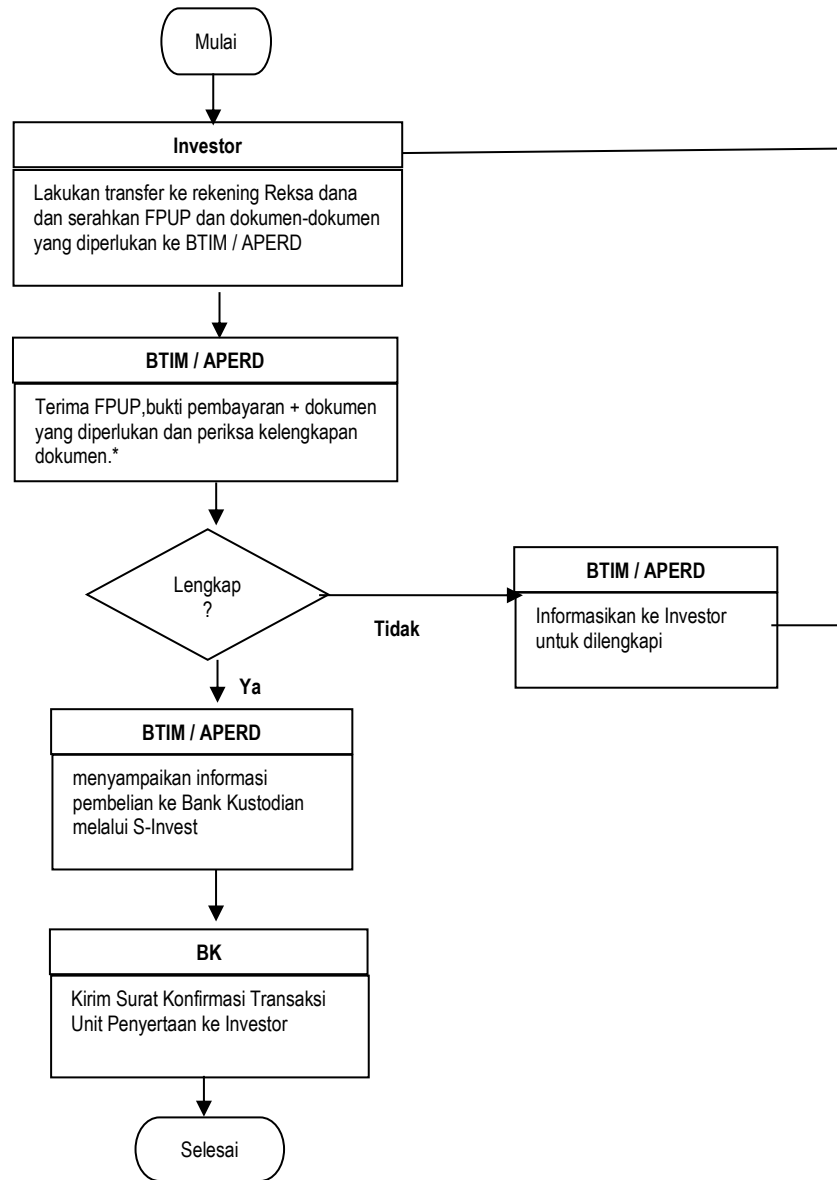 Mulai
Investor
Lakukan transfer ke rekening Reksa dana
dan serahkan FPUP dan dokumen-dokumen
yang diperlukan ke BTIM / APERD
BTIM / APERD
Terima FPUP,bukti pembayaran + dokumen
yang diperlukan dan periksa kelengkapan
dokumen.*
Lengkap
?
Tidak
BTIM / APERD
Informasikan ke Investor
untuk dilengkapi
Ya
BTIM / APERD
menyampaikan informasi
pembelian ke Bank Kustodian
melalui S-Invest
BK
Kirim Surat Konfirmasi Transaksi
Unit Penyertaan ke Investor
Selesai